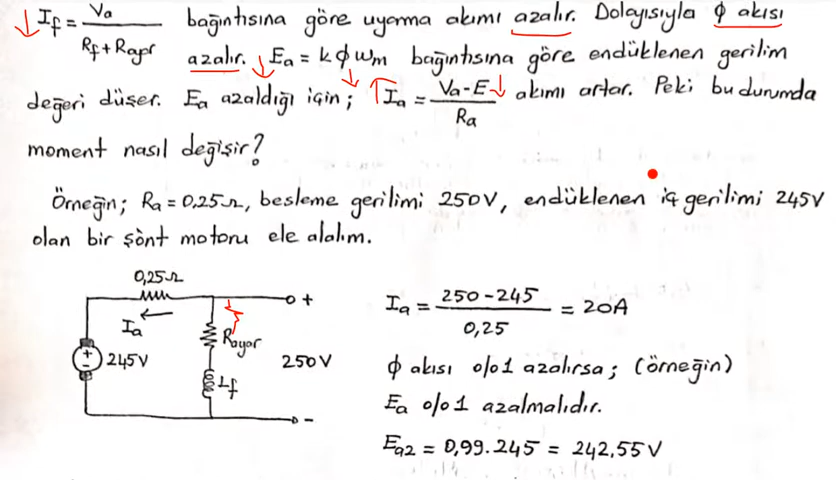 ↓ I_f = Va / (R_f + Rapr) bağıntısına göre uyarma akımı azalır. Dolayısıyla ϕ akısı
azalır. Ea = kϕωm bağıntısına göre endüklenen gerilim
değeri düşer. Ea azaldığı için; ↑ Ia = (Va - E↓) / Ra akımı artar. Peki bu durumda
moment nasıl değişir?
Örneğin; Ra = 0,25Ω, besleme gerilimi 250V, endüklenen iç gerilimi 245V
olan bir şönt motoru ele alalım.
0,25Ω
Ia
245V
Rayar
Lf
250V
+
-
Ia = (250 - 245) / 0,25 = 20A
ϕ akısı %1 azalırsa; (örneğin)
Ea %1 azalmalıdır.
Ea2 = 0,99.245 = 242,55V